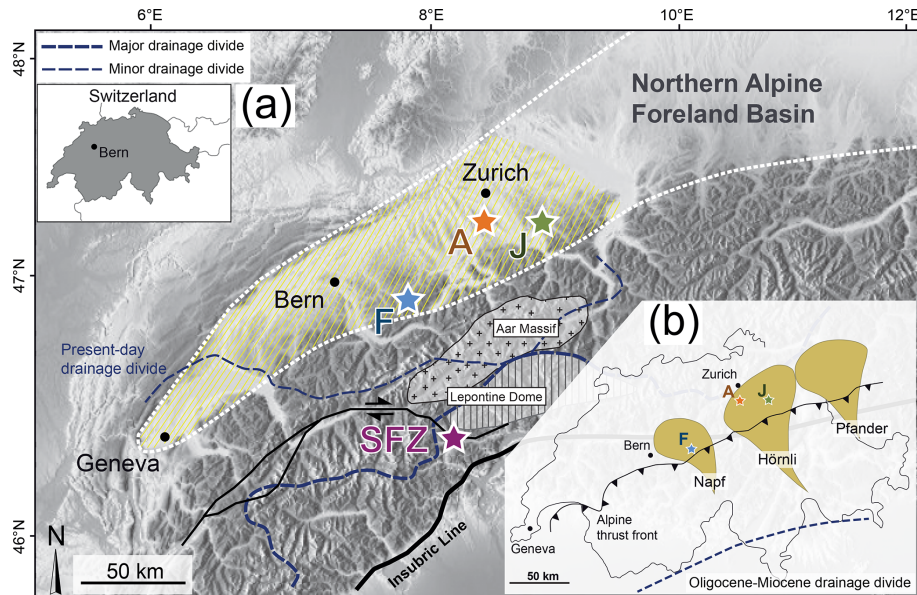 6°E
8°E
10°E
12°E
48°N
47°N
46°N
Major drainage divide
Minor drainage divide
Switzerland
Bern
(a)
Northern Alpine
Foreland Basin
Zurich
A
J
Bern
F
Aar Massif
Present-day
drainage divide
Lepontine Dome
SFZ
Geneva
Insubric Line
N
50 km
(b)
Zurich
A
J
Pfander
F
Bern
Hörnli
Napf
Alpine
thrust front
Geneva
50 km
Oligocene-Miocene drainage divide